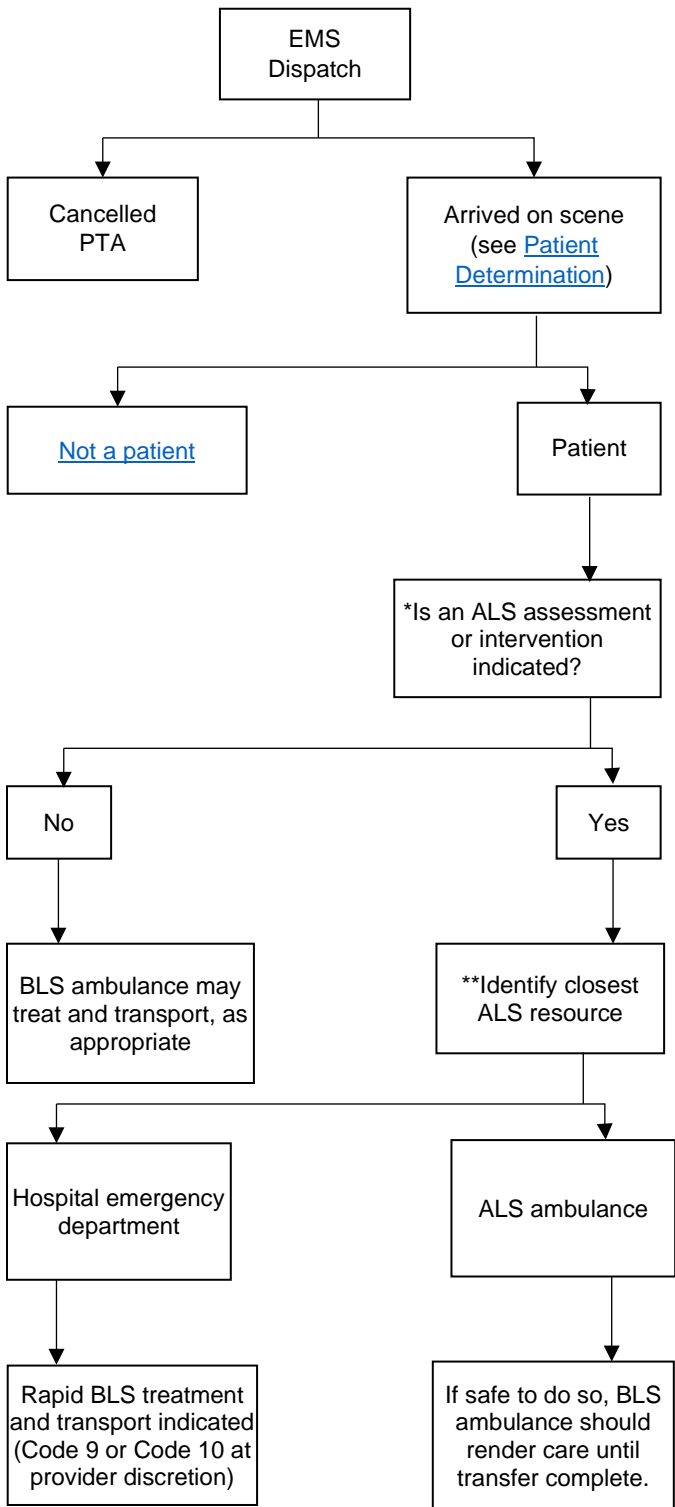 EMS
Dispatch
Cancelled
PTA
Arrived on scene
(see Patient
Determination)
Not a patient
Patient
*Is an ALS assessment
or intervention
indicated?
No
Yes
BLS ambulance may
treat and transport, as
appropriate
**Identify closest
ALS resource
Hospital emergency
department
ALS ambulance
Rapid BLS treatment
and transport indicated
(Code 9 or Code 10 at
provider discretion)
If safe to do so, BLS
ambulance should
render care until
transfer complete.